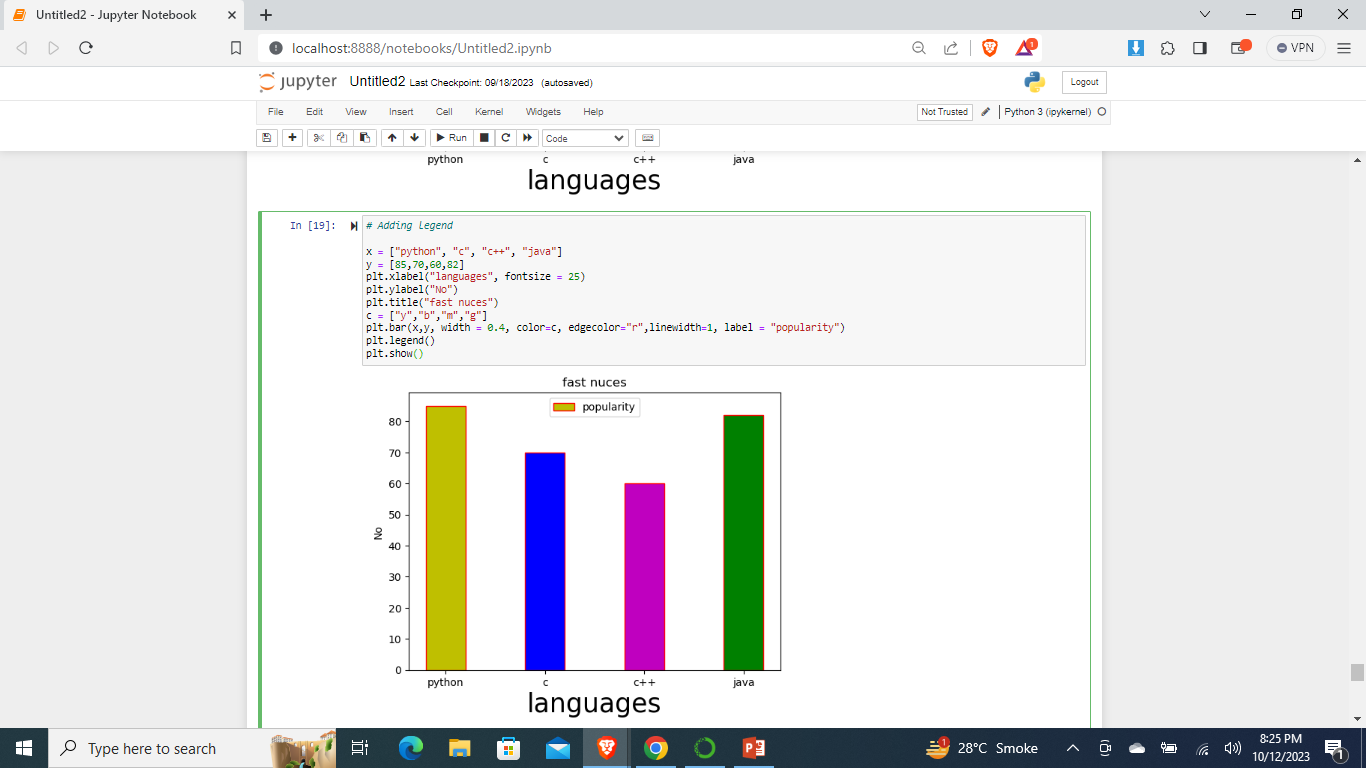 Untitled2 - Jupyter Notebook
localhost:8888/notebooks/Untitled2.ipynb
1
VPN
jupyter Untitled2 Last Checkpoint: 09/18/2023 (autosaved)
Logout
File Edit View Insert Cell Kernel Widgets Help
Not Trusted
Python 3 (ipykernel)
Run
Code
python c c++ java
languages
In [19]:
# Adding Legend
x = ["python", "c", "c++", "java"]
y = [85,70,60,82]
plt.xlabel("languages", fontsize = 25)
plt.ylabel("No")
plt.title("fast nuces")
c = ["y","b","m","g"]
plt.bar(x,y, width = 0.4, color=c, edgecolor="r",linewidth=1, label = "popularity")
plt.legend()
plt.show()
fast nuces
popularity
80
70
60
50
No
40
30
20
10
0
python c c++ java
languages
Type here to search
1
28°C Smoke
8:25 PM
10/12/2023
1